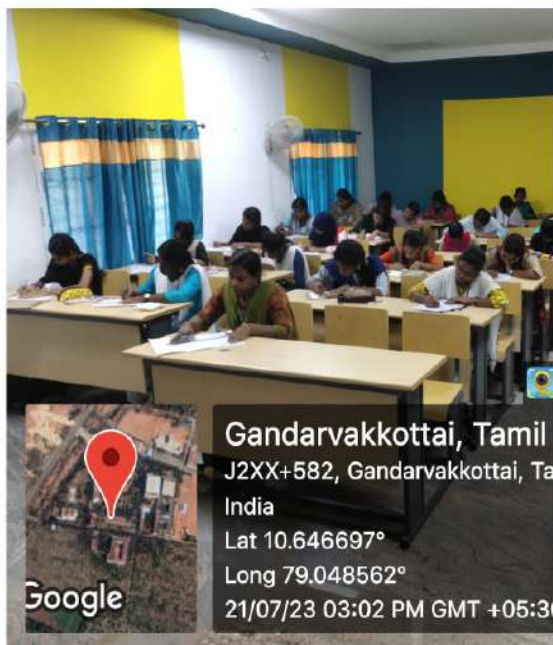 Google
Gandarvakkottai, Tamil
J2XX+582, Gandarvakkottai, Ta
India
Lat 10.646697°
Long 79.048562°
21/07/23 03:02 PM GMT +05:30